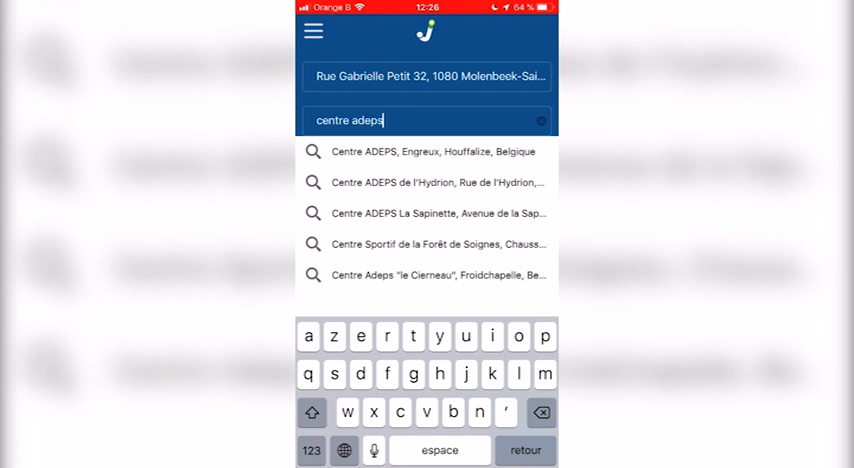 Orange B 12:26 64 %
Rue Gabrielle Petit 32, 1080 Molenbeek-Sai...
centre adeps
Centre ADEPS, Engreux, Houffalize, Belgique
Centre ADEPS de l'Hydrion, Rue de l'Hydrion,...
Centre ADEPS La Sapinette, Avenue de la Sap...
Centre Sportif de la Forêt de Soignes, Chauss...
Centre Adeps "le Cierneau", Froidchapelle, Be...
a z e r t y u i o p
q s d f g h j k l m
w x c v b n ’
123 espace retour